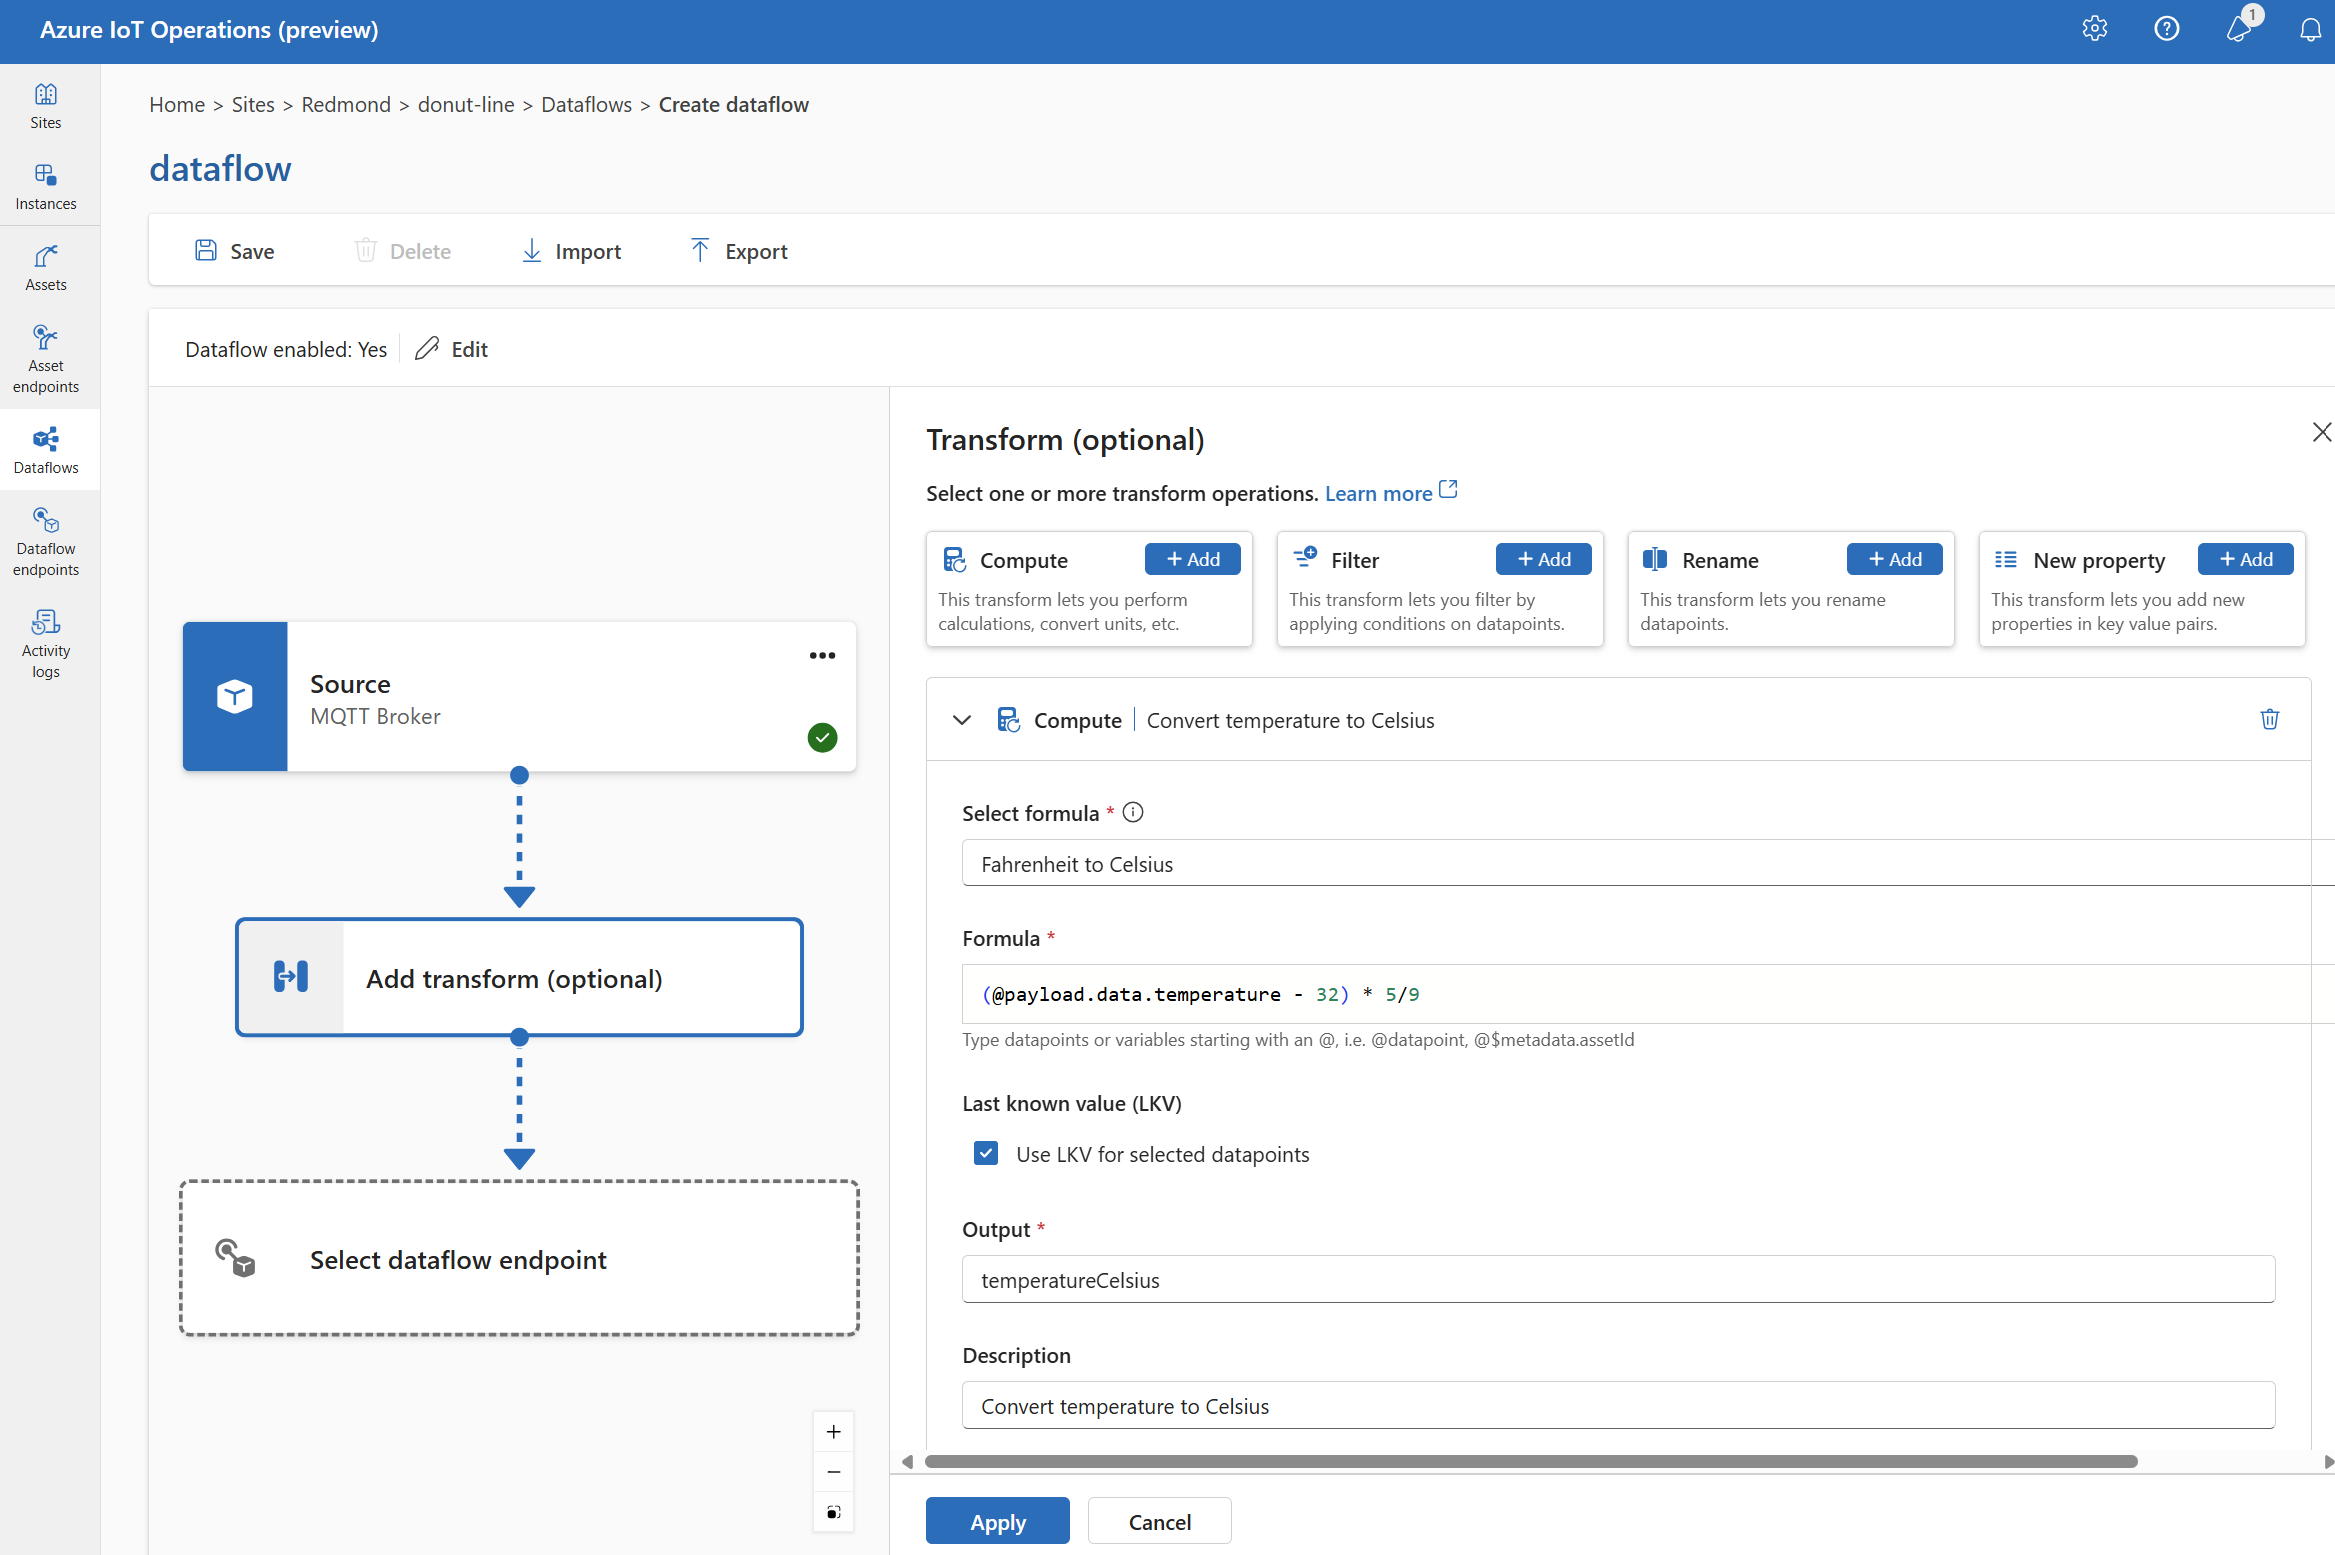 Azure IoT Operations (preview)
1
Sites
Instances
Assets
Asset
endpoints
Dataflows
Dataflow
endpoints
Activity
logs
Home > Sites > Redmond > donut-line > Dataflows > Create dataflow
dataflow
Save
Delete
Import
Export
Dataflow enabled: Yes
Edit
Source
MQTT Broker
Add transform (optional)
Select dataflow endpoint
Transform (optional)
Select one or more transform operations. Learn more
Compute
+ Add
This transform lets you perform
calculations, convert units, etc.
Filter
+ Add
This transform lets you filter by
applying conditions on datapoints.
Rename
+ Add
This transform lets you rename
datapoints.
New property
+ Add
This transform lets you add new
properties in key value pairs.
Compute | Convert temperature to Celsius
Select formula *
Fahrenheit to Celsius
Formula *
(@payload.data.temperature - 32) * 5/9
Type datapoints or variables starting with an @, i.e. @datapoint, @$metadata.assetId
Last known value (LKV)
Use LKV for selected datapoints
Output *
temperatureCelsius
Description
Convert temperature to Celsius
Apply
Cancel